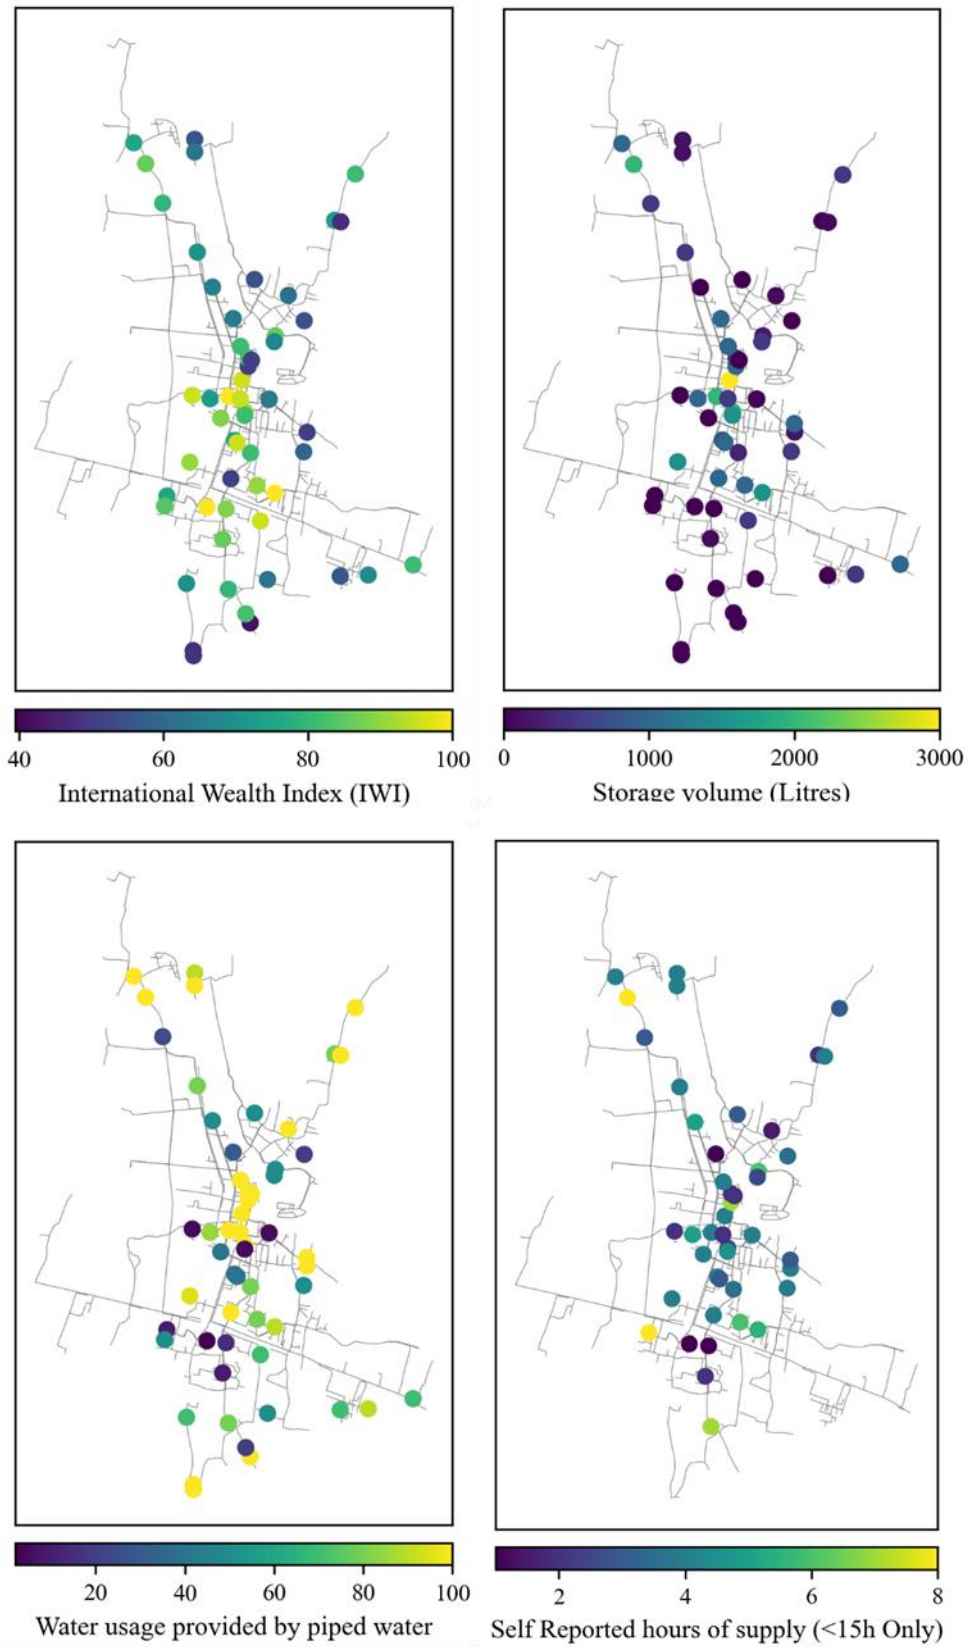 40 60 80 100
International Wealth Index (IWI)
0 1000 2000 3000
Storage volume (Litres)
20 40 60 80 100
Water usage provided by piped water
2 4 6 8
Self Reported hours of supply (<15h Only)